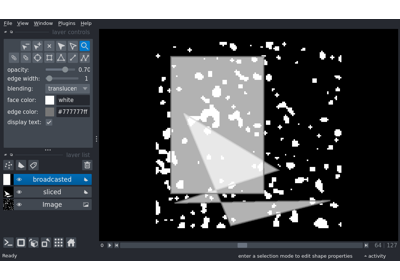 File View Window Plugins Help
layer controls
opacity: 0.70
edge width: 1
blending: translucen
face color: white
edge color: #777777ff
display text:
layer list
broadcasted
sliced
Image
0 64 127
Ready enter a selection mode to edit shape properties activity